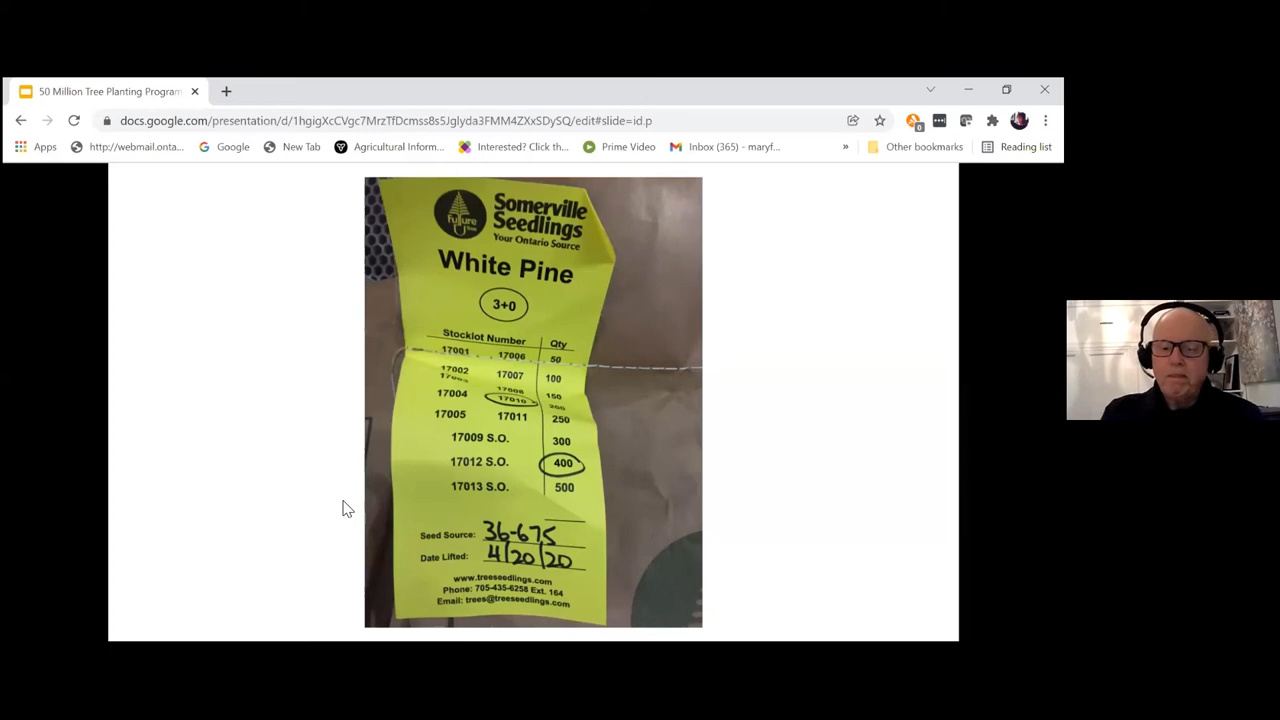 50 Million Tree Planting Program
docs.google.com/presentation/d/1hgigXcCVgc7MrzTfDcmss8s5Jglyda3FMM4ZXxSDySQ/edit#slide=id.p
0
Apps http://webmail.onta... Google New Tab Agricultural Inform... Interested? Click th... Prime Video Inbox (365) - maryf... » Other bookmarks Reading list
Future
Somerville
Seedlings
Your Ontario Source
White Pine
3+0
Stocklot Number Qty
17001 17006 50
17002 17007 100
17003 17008 150
17004 17010 200
17005 17011 250
17009 S.O. 300
17012 S.O. 400
17013 S.O. 500
Seed Source: 36-675
Date Lifted: 4/20/20
www.treeseedlings.com
Phone: 705-435-6258 Ext. 164
Email: trees@treeseedlings.com